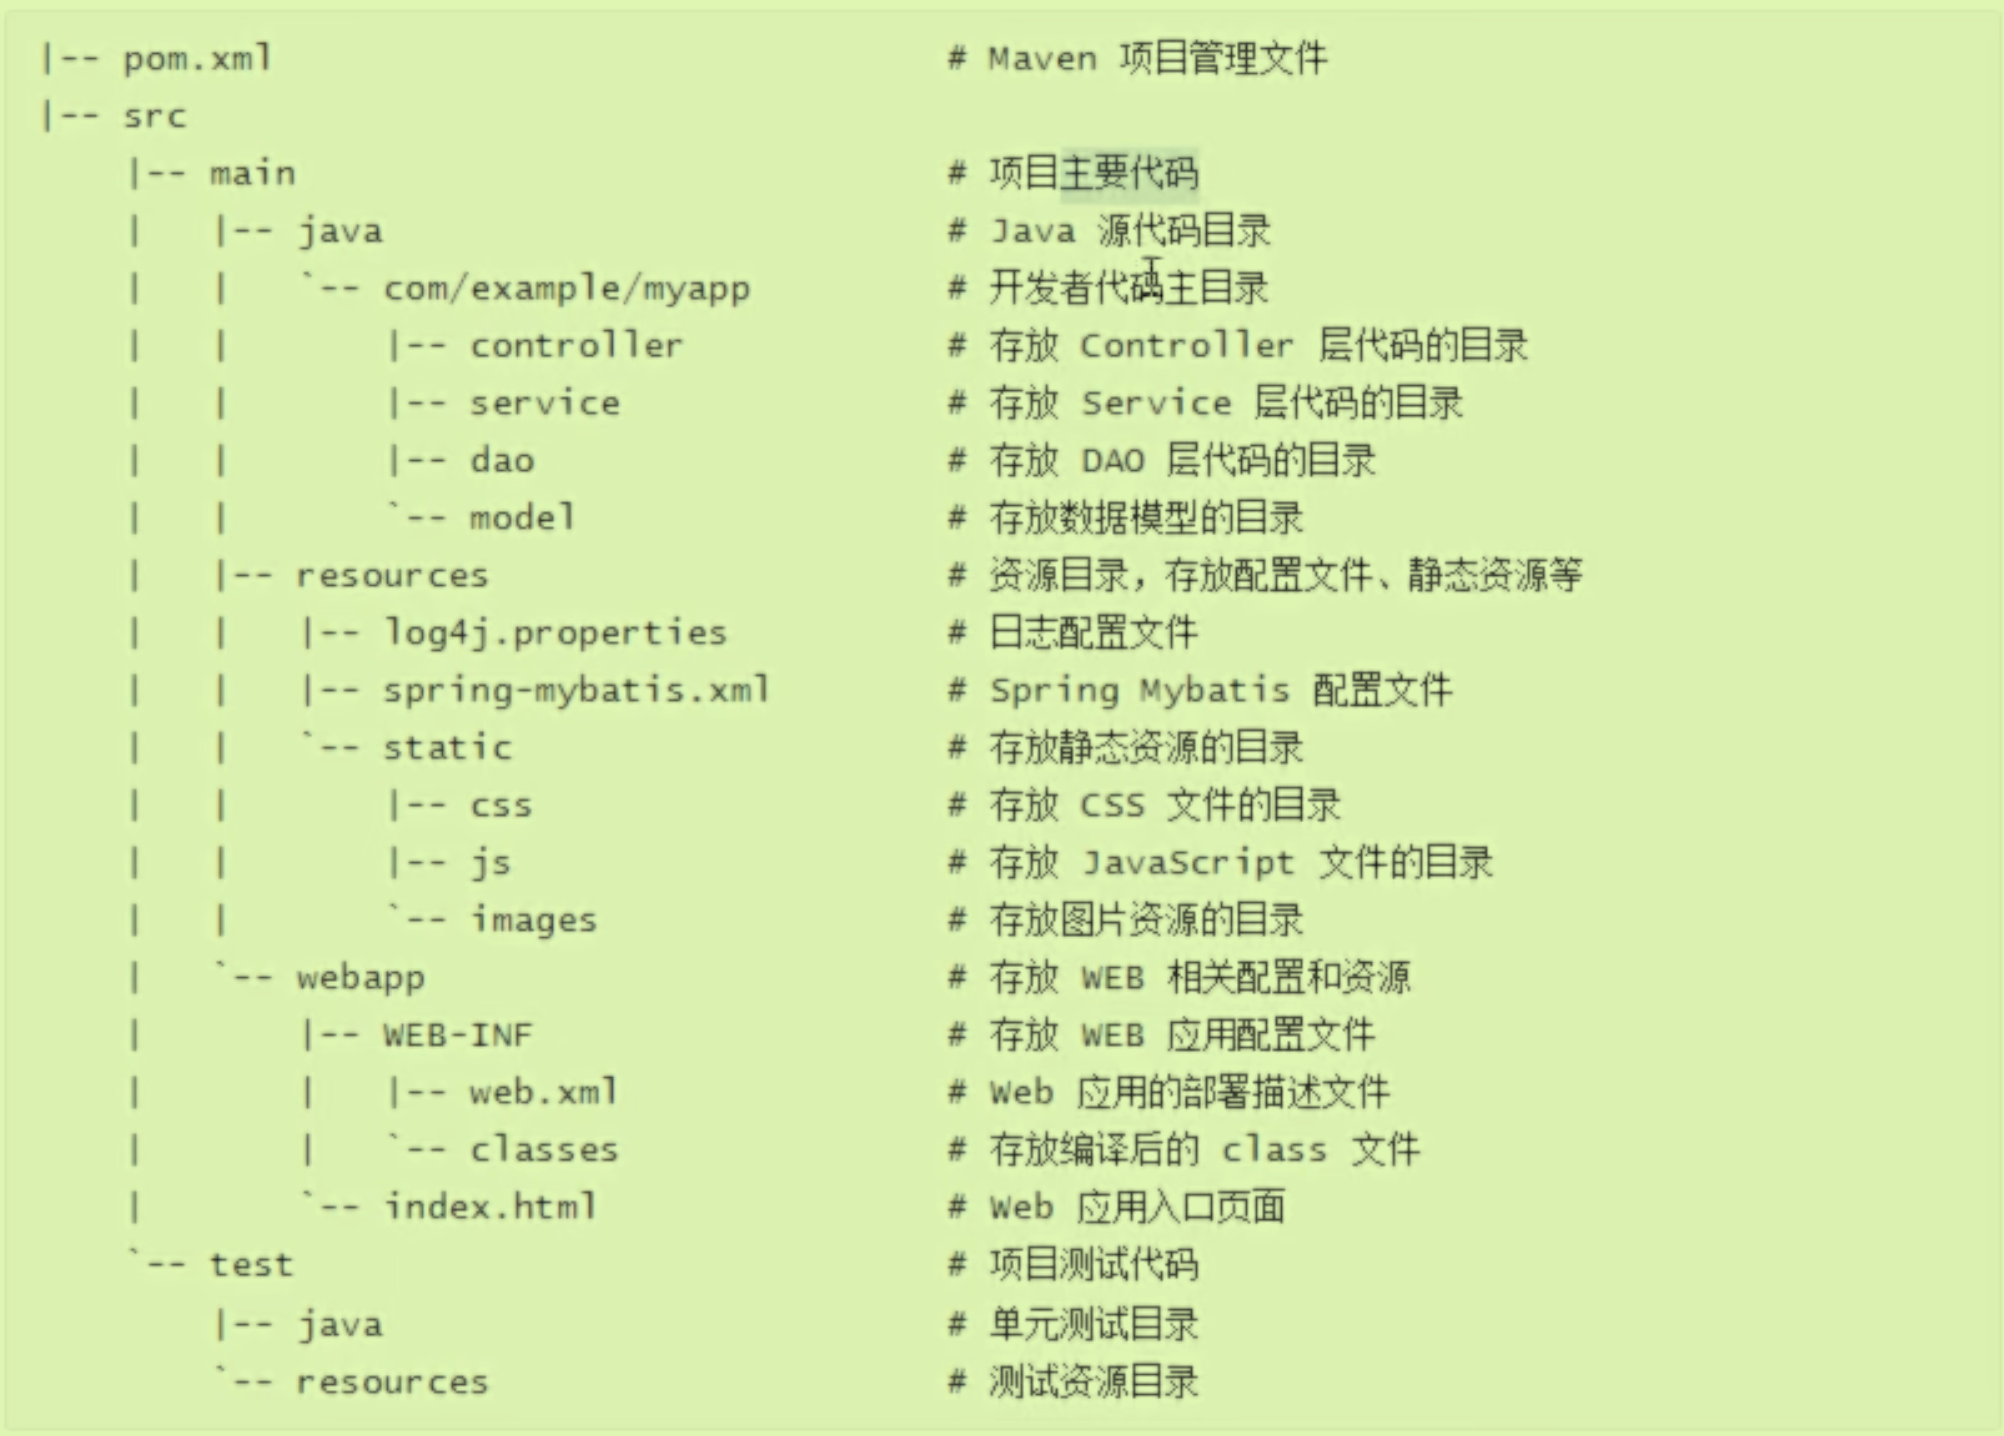 |-- pom.xml                               # Maven 项目管理文件
|-- src
    |-- main                              # 项目主要代码
    |   |-- java                          # Java 源代码目录
    |   |   `-- com/example/myapp         # 开发者代码主目录
    |   |       |-- controller            # 存放 Controller 层代码的目录
    |   |       |-- service               # 存放 Service 层代码的目录
    |   |       |-- dao                   # 存放 DAO 层代码的目录
    |   |       `-- model                 # 存放数据模型的目录
    |   |-- resources                     # 资源目录，存放配置文件、静态资源等
    |   |   |-- log4j.properties          # 日志配置文件
    |   |   |-- spring-mybatis.xml        # Spring Mybatis 配置文件
    |   |   `-- static                    # 存放静态资源的目录
    |   |       |-- css                   # 存放 CSS 文件的目录
    |   |       |-- js                    # 存放 JavaScript 文件的目录
    |   |       `-- images                # 存放图片资源的目录
    |   `-- webapp                        # 存放 WEB 相关配置和资源
    |       |-- WEB-INF                   # 存放 WEB 应用配置文件
    |       |   |-- web.xml               # Web 应用的部署描述文件
    |       |   `-- classes               # 存放编译后的 class 文件
    |       `-- index.html                # Web 应用入口页面
    `-- test                              # 项目测试代码
        |-- java                          # 单元测试目录
        `-- resources                     # 测试资源目录